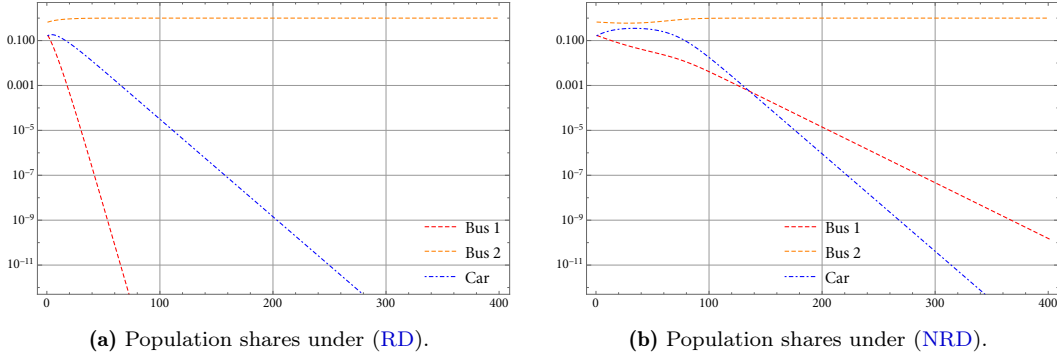 0.100
0.001
10⁻⁵
10⁻⁷
10⁻⁹
10⁻¹¹
0 100 200 300 400
Bus 1
Bus 2
Car
(a) Population shares under (RD).
0.100
0.001
10⁻⁵
10⁻⁷
10⁻⁹
10⁻¹¹
0 100 200 300 400
Bus 1
Bus 2
Car
(b) Population shares under (NRD).